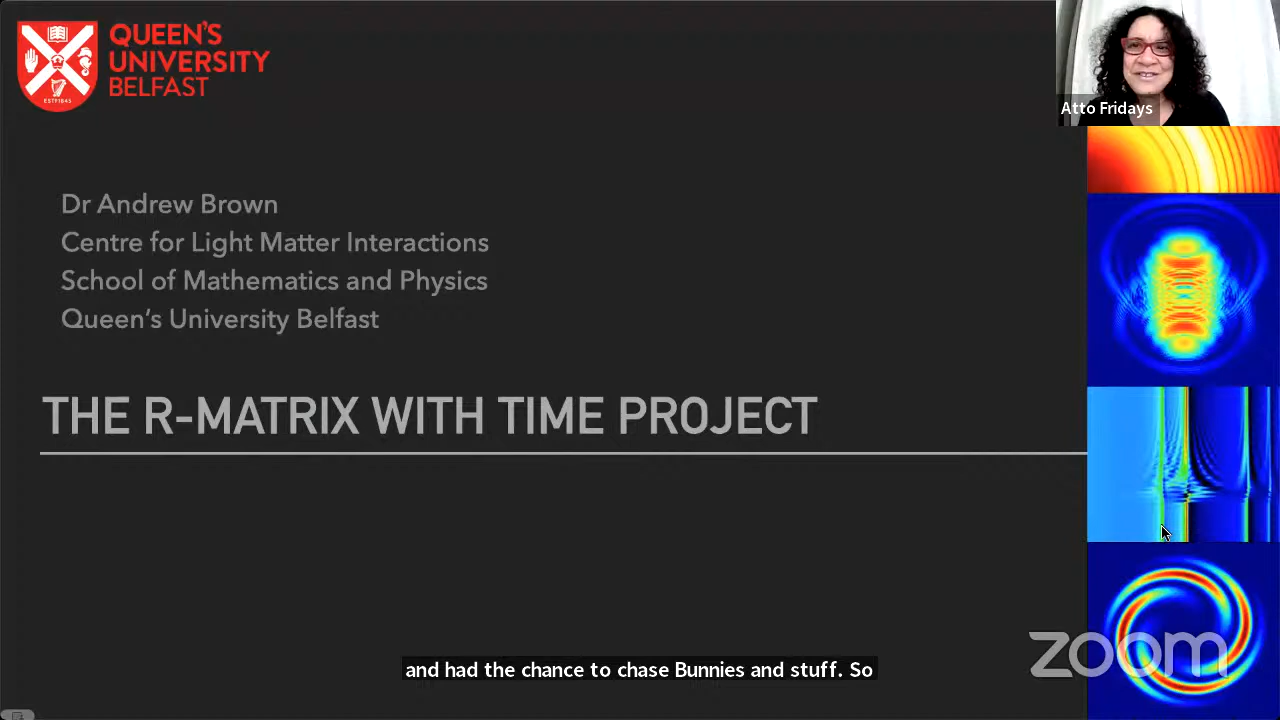 QUEEN'S
UNIVERSITY
BELFAST
ESTD1845
Atto Fridays
Dr Andrew Brown
Centre for Light Matter Interactions
School of Mathematics and Physics
Queen's University Belfast
THE R-MATRIX WITH TIME PROJECT
zoom
and had the chance to chase Bunnies and stuff. So